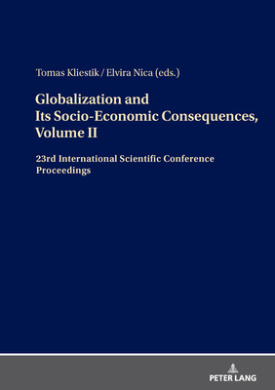 Tomas Kliestik / Elvira Nica (eds.)
Globalization and
Its Socio-Economic Consequences,
Volume II
23rd International Scientific Conference
Proceedings
PETER LANG